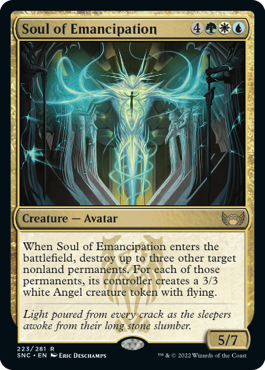 Soul of Emancipation 4
Creature — Avatar
When Soul of Emancipation enters the
battlefield, destroy up to three other target
nonland permanents. For each of those
permanents, its controller creates a 3/3
white Angel creature token with flying.
Light poured from every crack as the sleepers
awoke from their long stone slumber.
5/7
223/281 R
SNC • EN Eric Deschamps ™ & © 2022 Wizards of the Coast